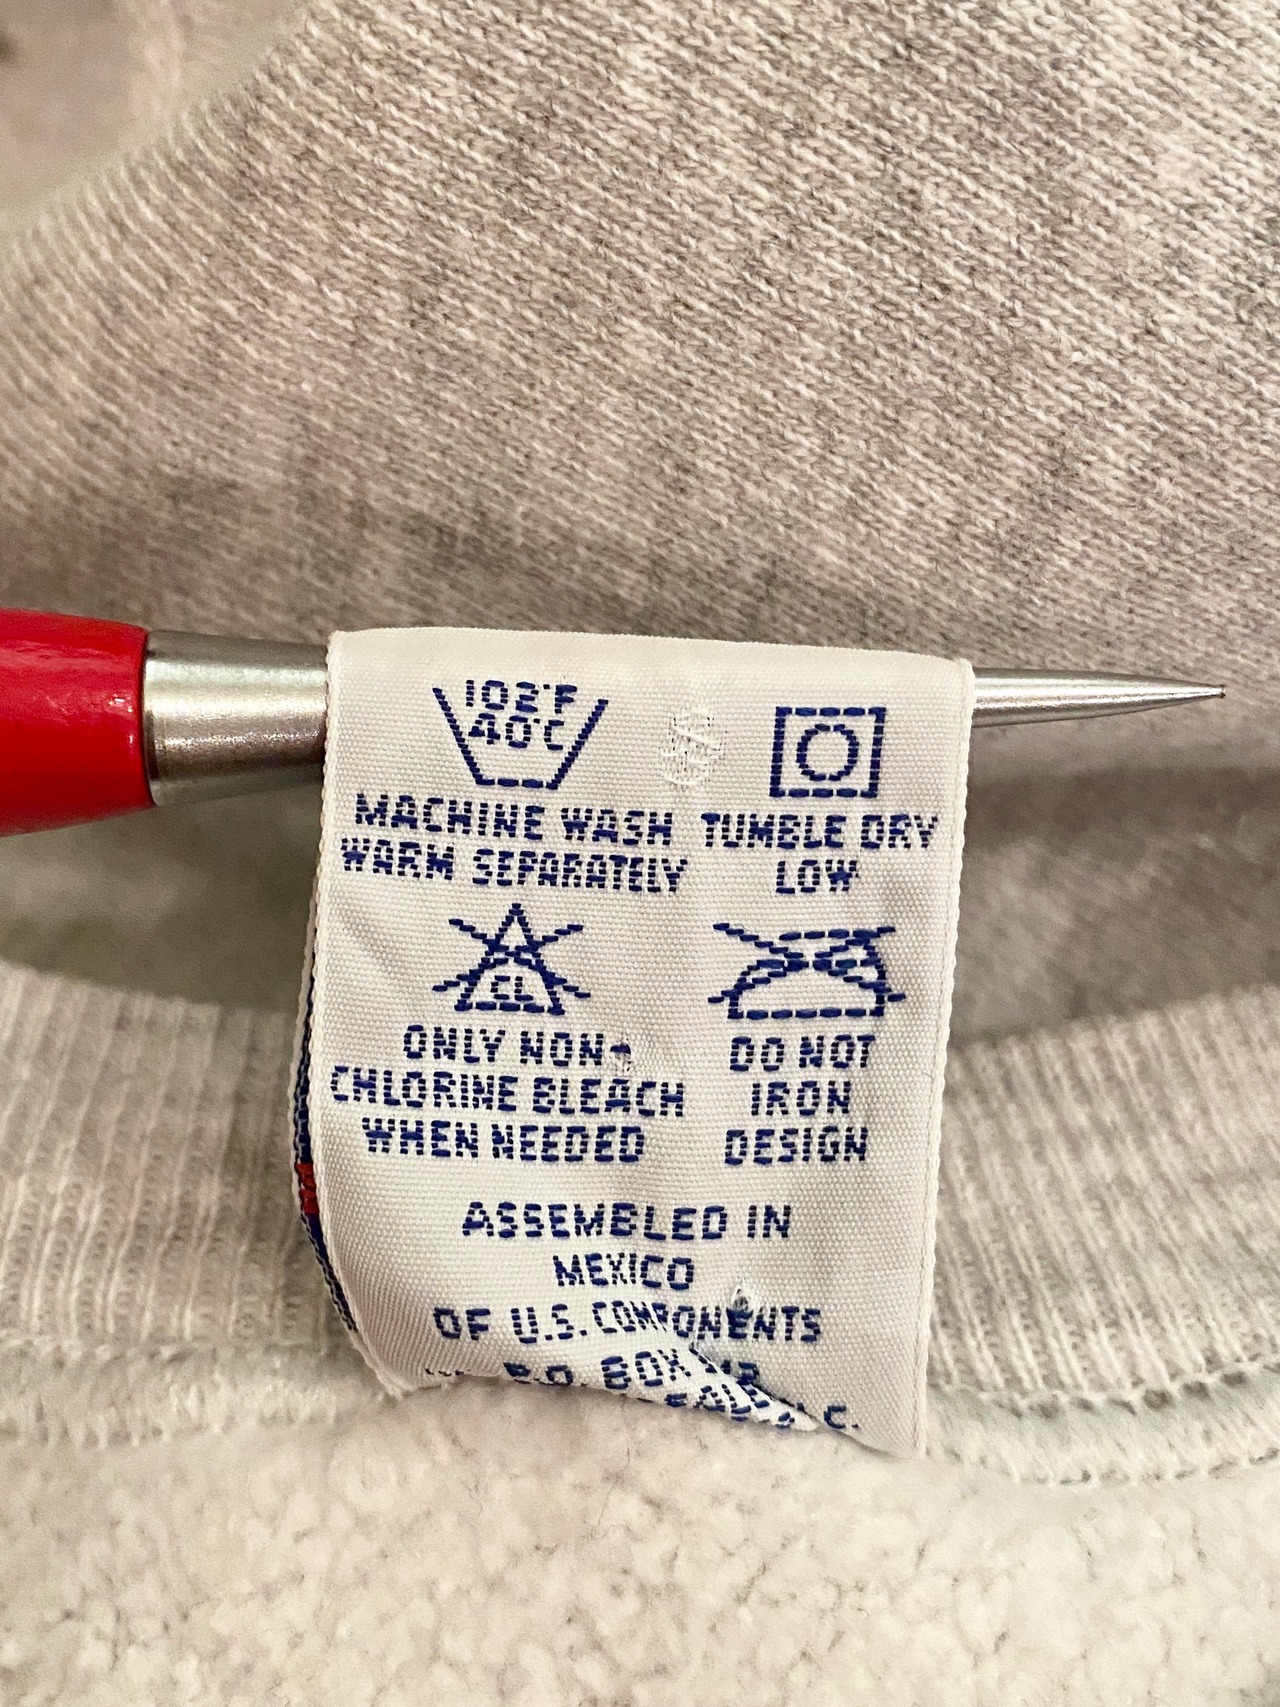 102°F
40°C
MACHINE WASH
WARM SEPARATELY
TUMBLE DRY
LOW
CL
ONLY NON-
CHLORINE BLEACH
WHEN NEEDED
DO NOT
IRON
DESIGN
ASSEMBLED IN
MEXICO
OF U.S. COMPONENTS
P.O. BOX